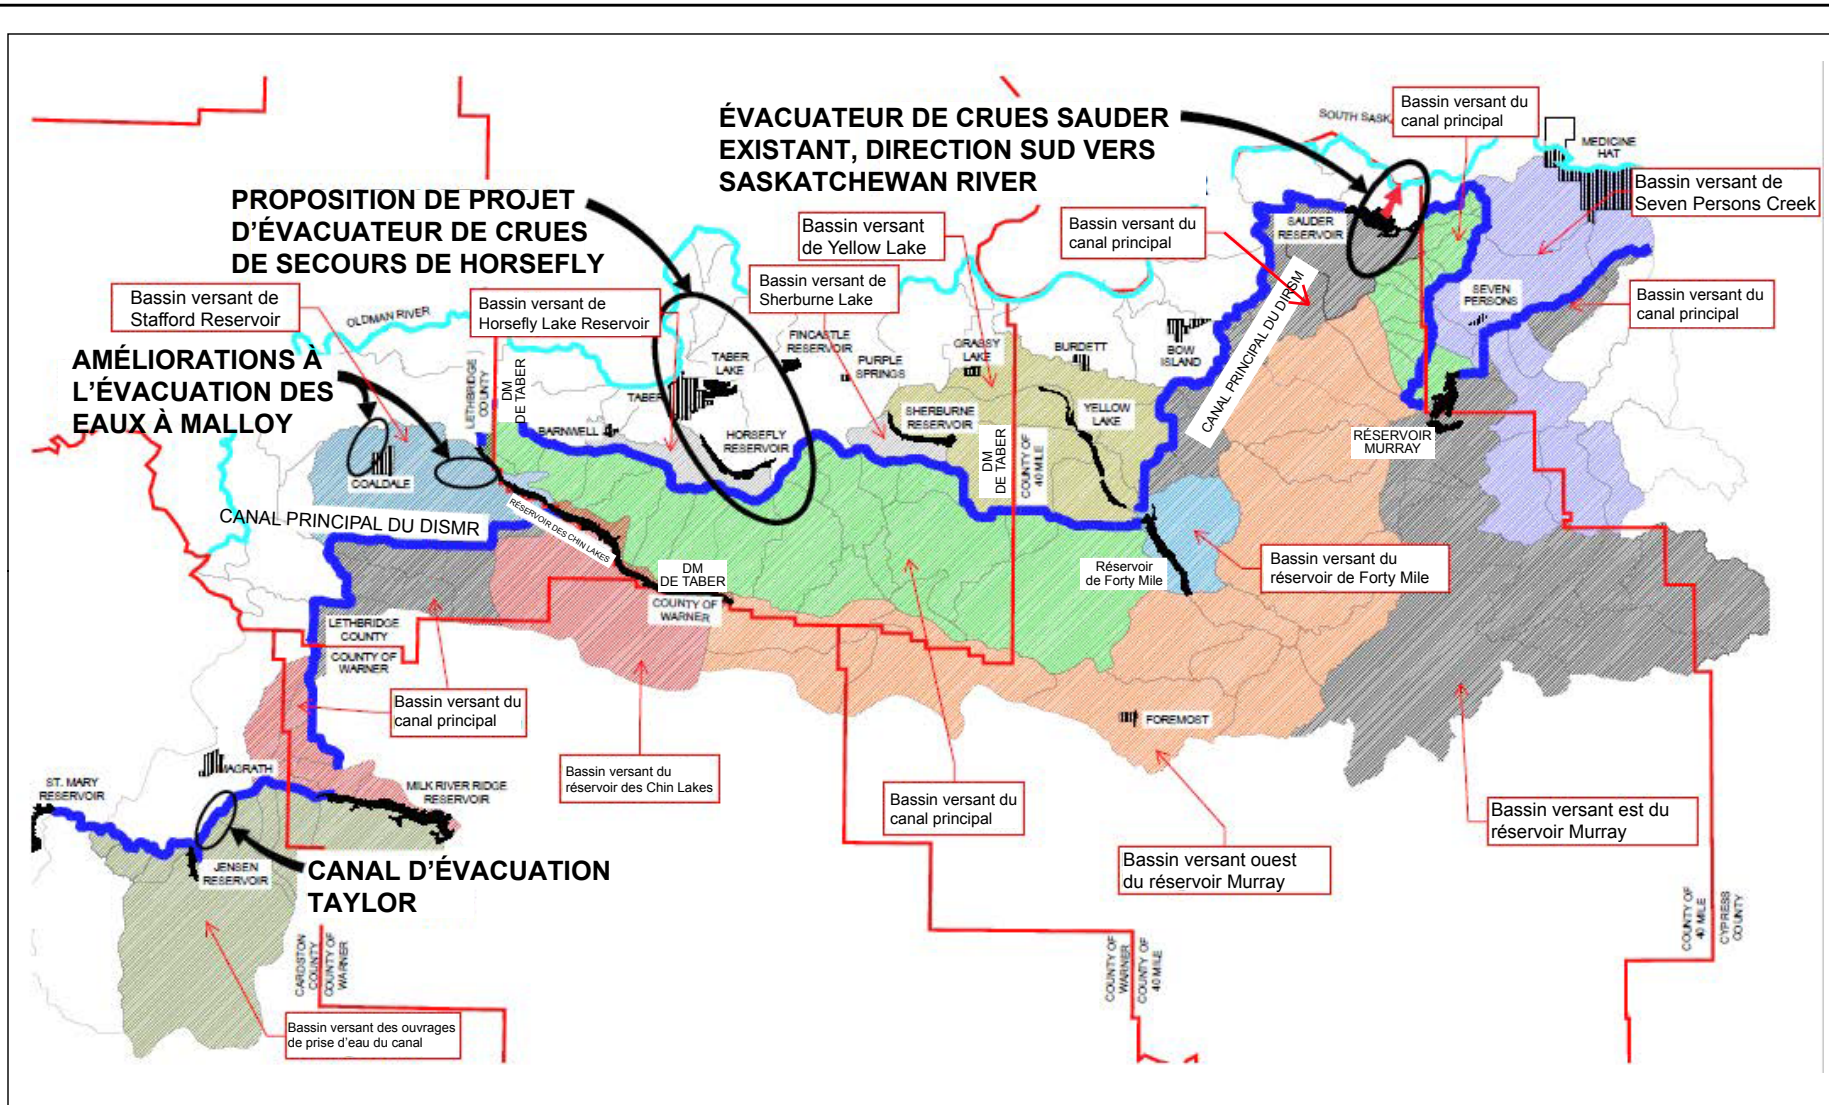 ÉVACUATEUR DE CRUES SAUDER
EXISTANT, DIRECTION SUD VERS
SASKATCHEWAN RIVER
Bassin versant du
canal principal
MEDICINE
HAT
Bassin versant de
Seven Persons Creek
PROPOSITION DE PROJET
D'ÉVACUATEUR DE CRUES
DE SECOURS DE HORSEFLY
Bassin versant
de Yellow Lake
Bassin versant du
canal principal
SAUDER
RESERVOIR
Bassin versant de
Stafford Reservoir
Bassin versant de
Horsefly Lake Reservoir
Bassin versant de
Sherburne Lake
SEVEN
PERSONS
Bassin versant du
canal principal
OLDMAN RIVER
AMÉLIORATIONS À
L'ÉVACUATION DES
EAUX À MALLOY
LETHBRIDGE
COUNTY
DM
DE TABER
TABER
LAKE
TABER
FINCASTLE
RESERVOIR
PURPLE
SPRINGS
GRASSY
LAKE
BURDETT
BOW
ISLAND
CANAL PRINCIPAL DU DIRSM
BARNWELL
HORSEFLY
RESERVOIR
SHERBURNE
RESERVOIR
YELLOW
LAKE
DM
DE TABER
COUNTY OF
40 MILE
RÉSERVOIR
MURRAY
COALDALE
CANAL PRINCIPAL DU DISMR
RÉSERVOIR DES CHIN LAKES
DM
DE TABER
COUNTY OF
WARNER
Réservoir
de Forty Mile
Bassin versant du
réservoir de Forty Mile
LETHBRIDGE
COUNTY
COUNTY OF
WARNER
Bassin versant du
canal principal
FOREMOST
MAGRATH
ST. MARY
RESERVOIR
MILK RIVER RIDGE
RESERVOIR
Bassin versant du
réservoir des Chin Lakes
Bassin versant du
canal principal
Bassin versant est du
réservoir Murray
Bassin versant ouest
du réservoir Murray
JENSEN
RESERVOIR
CANAL D'ÉVACUATION
TAYLOR
CARDSTON
COUNTY
COUNTY OF
WARNER
COUNTY OF
WARNER
COUNTY OF
40 MILE
COUNTY OF
40 MILE
CYPRESS
COUNTY
Bassin versant des ouvrages
de prise d'eau du canal